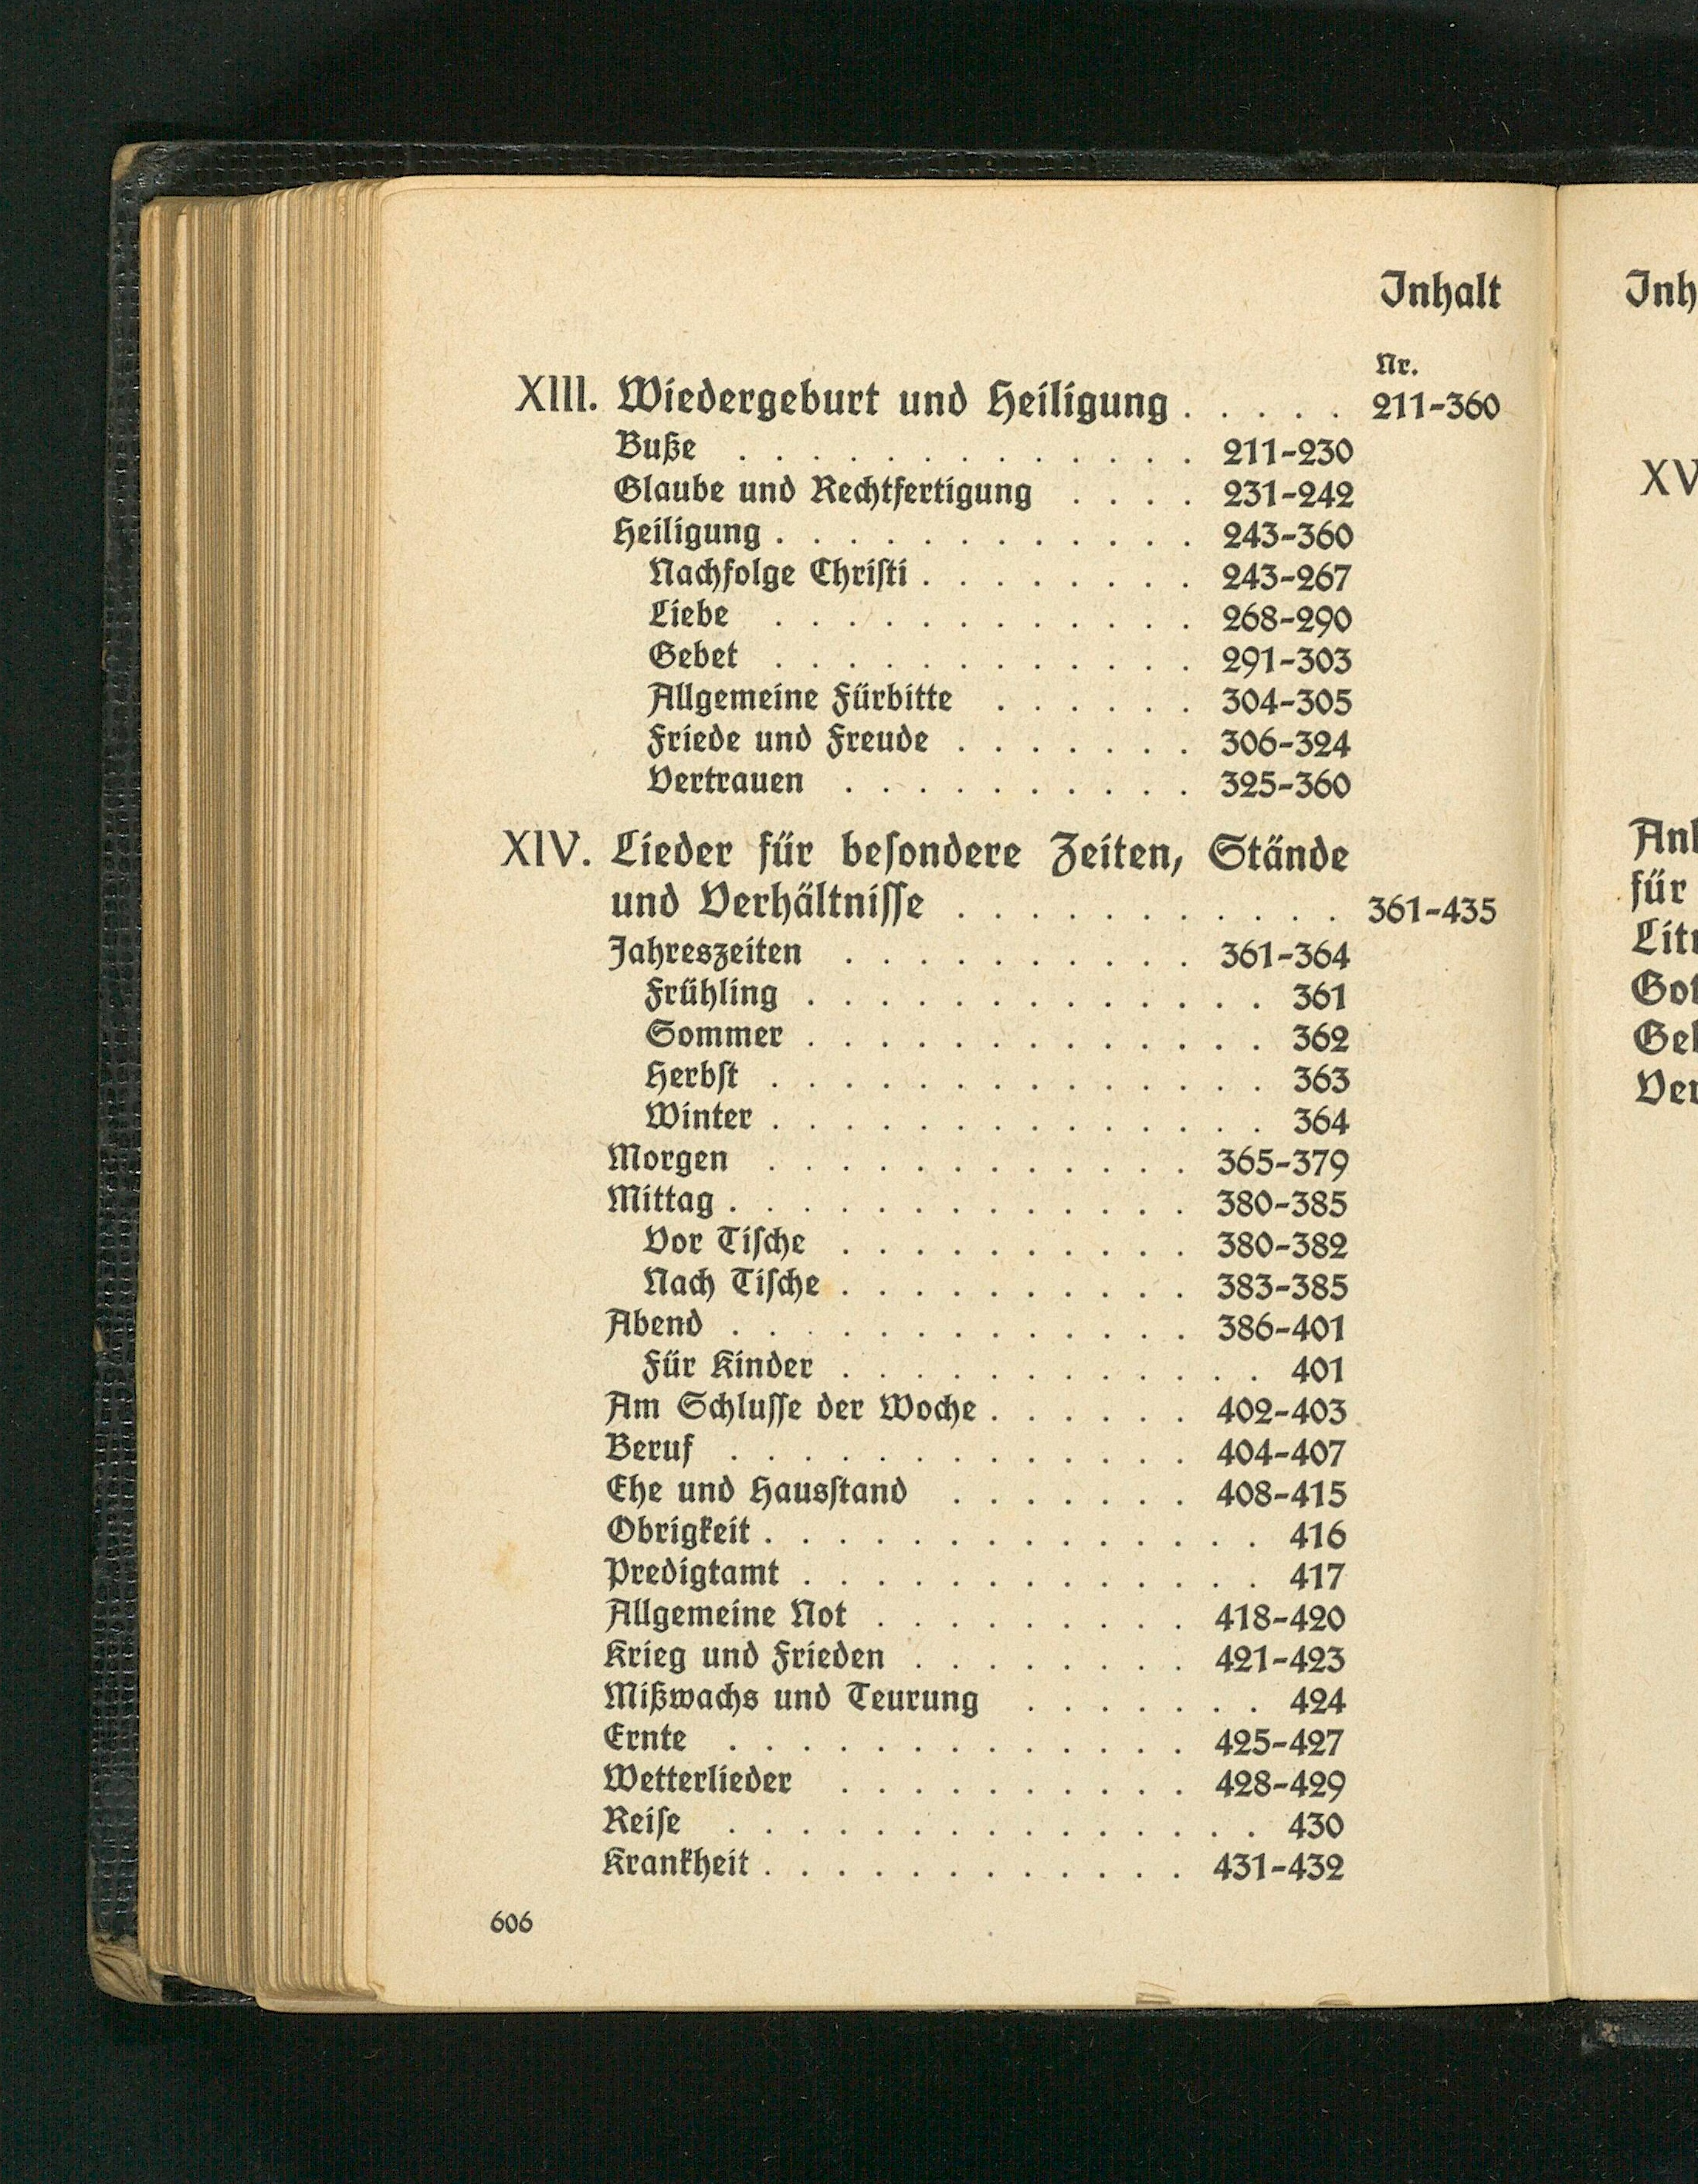 Inhalt
Nr.
XIII. Wiedergeburt und Heiligung . . . . . 211-360
Buße . . . . . . . . . . . . . 211-230
Glaube und Rechtfertigung . . . . 231-242
Heiligung . . . . . . . . . . . . 243-360
Nachfolge Chriſti . . . . . . . . 243-267
Liebe . . . . . . . . . . . . 268-290
Gebet . . . . . . . . . . . . 291-303
Allgemeine Fürbitte . . . . . . 304-305
Friede und Freude . . . . . . . 306-324
Vertrauen . . . . . . . . . . 325-360
XIV. Lieder für beſondere Zeiten, Stände
und Verhältniſſe . . . . . . . . . . . 361-435
Jahreszeiten . . . . . . . . . . 361-364
Frühling . . . . . . . . . . . . . 361
Sommer . . . . . . . . . . . . . 362
Herbſt . . . . . . . . . . . . . . 363
Winter . . . . . . . . . . . . . . 364
Morgen . . . . . . . . . . . . 365-379
Mittag . . . . . . . . . . . . . 380-385
Vor Tiſche . . . . . . . . . . 380-382
Nach Tiſche . . . . . . . . . . 383-385
Abend . . . . . . . . . . . . . 386-401
Für Kinder . . . . . . . . . . . . 401
Am Schluſſe der Woche . . . . . . 402-403
Beruf . . . . . . . . . . . . . 404-407
Ehe und Hausſtand . . . . . . . 408-415
Obrigkeit . . . . . . . . . . . . . . 416
Predigtamt . . . . . . . . . . . . . 417
Allgemeine Not . . . . . . . . . 418-420
Krieg und Frieden . . . . . . . . 421-423
Mißwachs und Teurung . . . . . . . 424
Ernte . . . . . . . . . . . . . 425-427
Wetterlieder . . . . . . . . . . 428-429
Reiſe . . . . . . . . . . . . . . . 430
Krankheit . . . . . . . . . . . . 431-432
606
Inh
XV
für